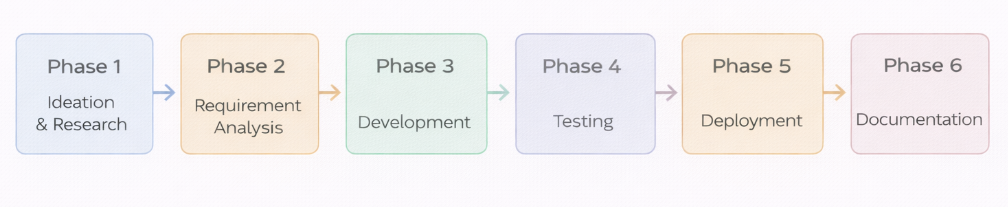 Phase 1
Ideation
& Research
Phase 2
Requirement
Analysis
Phase 3
Development
Phase 4
Testing
Phase 5
Deployment
Phase 6
Documentation